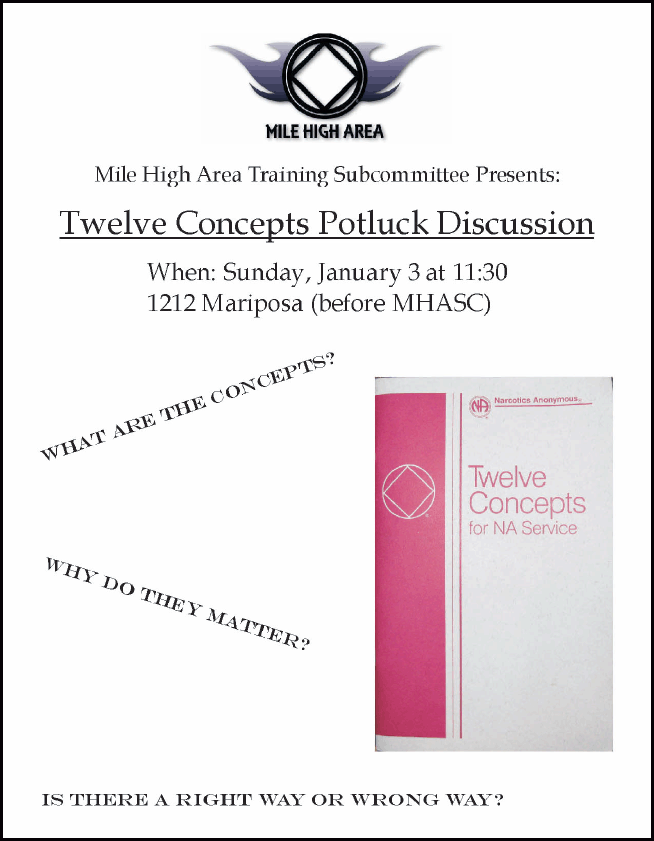 MILE HIGH AREA
Mile High Area Training Subcommittee Presents:
Twelve Concepts Potluck Discussion
When: Sunday, January 3 at 11:30
1212 Mariposa (before MHASC)
WHAT ARE THE CONCEPTS?
NA Narcotics Anonymous
Twelve
Concepts
for NA Service
WHY DO THEY MATTER?
IS THERE A RIGHT WAY OR WRONG WAY?